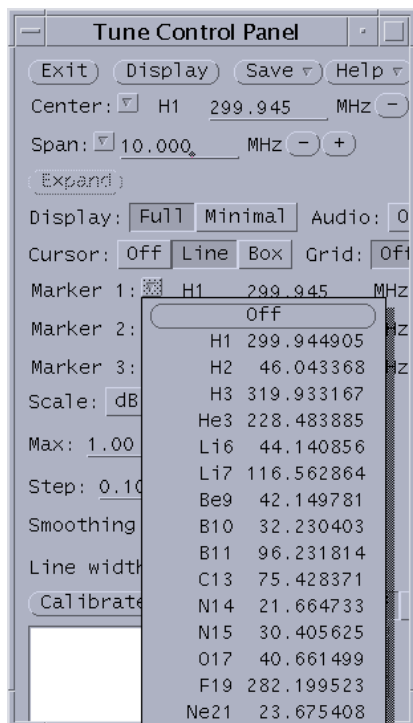 Tune Control Panel
Exit Display Save Help
Center: H1 299.945 MHz -
Span: 10.000 MHz - +
Expand
Display: Full Minimal Audio:
Cursor: Off Line Box Grid: Off
Marker 1: H1 299.945 MHz
Marker 2: Hz
Marker 3: Hz
Scale: dB
Max: 1.00
Step: 0.10
Smoothing
Line width
Calibrate
Off
H1 299.944905
H2 46.043368
H3 319.933167
He3 228.483885
Li6 44.140856
Li7 116.562864
Be9 42.149781
B10 32.230403
B11 96.231814
C13 75.428371
N14 21.664733
N15 30.405625
O17 40.661499
F19 282.199523
Ne21 23.675408